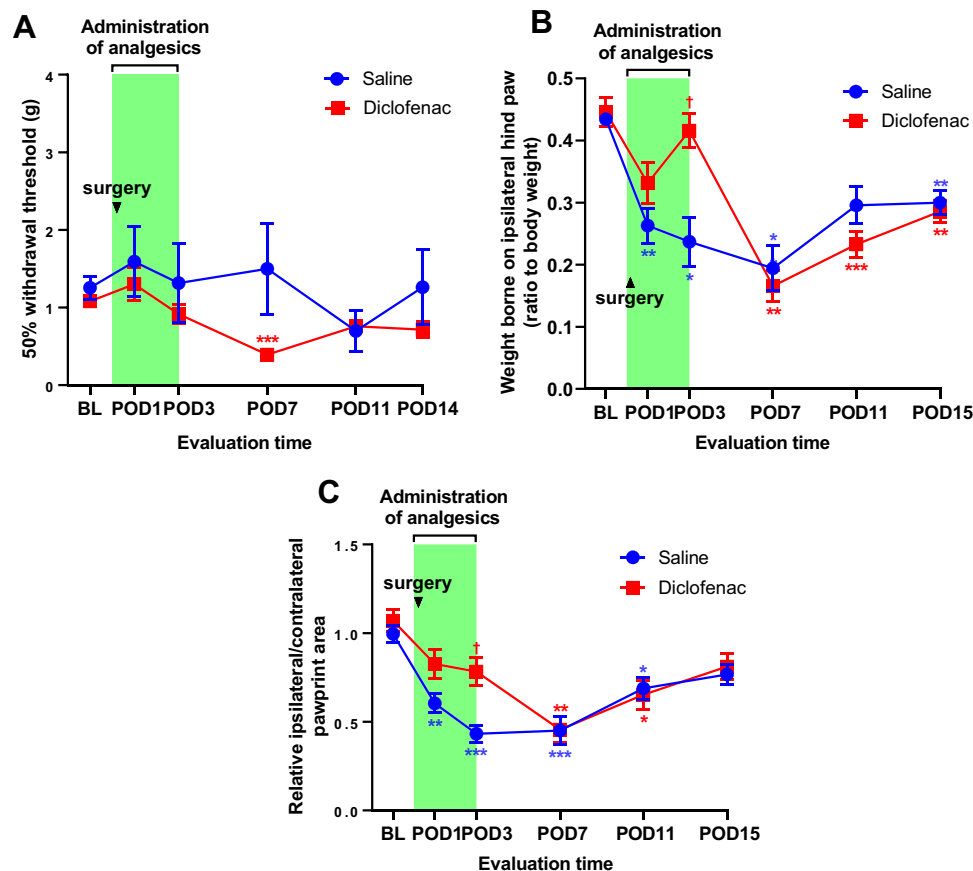 A
Administration
of analgesics
Saline
Diclofenac
surgery
50% withdrawal threshold (g)
4
3
2
1
0
BL POD1 POD3 POD7 POD11 POD14
***
Evaluation time
B
Administration
of analgesics
Saline
Diclofenac
Weight borne on ipsilateral hind paw
(ratio to body weight)
0.5
0.4
0.3
0.2
0.1
0.0
†
**
*
*
**
***
**
**
surgery
BL POD1 POD3 POD7 POD11 POD15
Evaluation time
C
Administration
of analgesics
Saline
Diclofenac
surgery
Relative ipsilateral/contralateral
pawprint area
1.5
1.0
0.5
0.0
†
**
***
**
***
*
*
BL POD1 POD3 POD7 POD11 POD15
Evaluation time